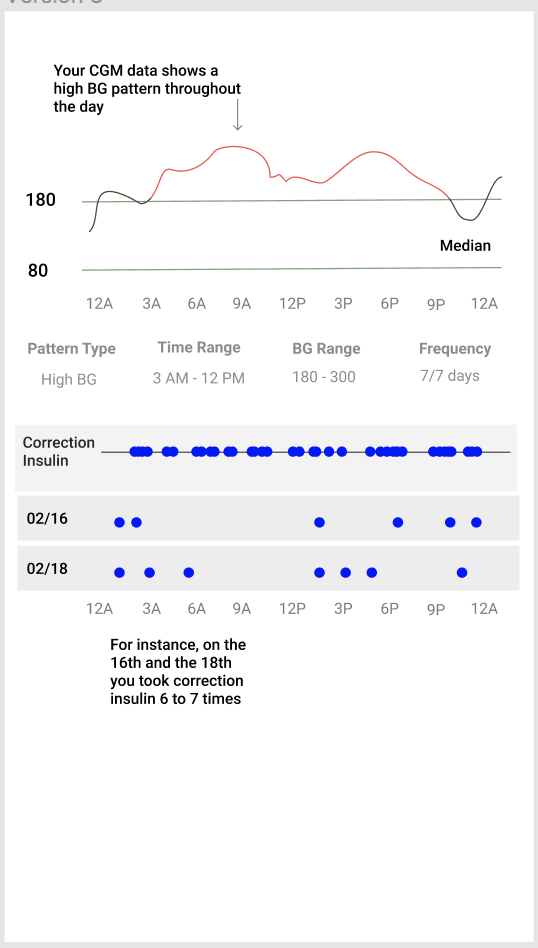 Your CGM data shows a
high BG pattern throughout
the day
180
Median
80
12A 3A 6A 9A 12P 3P 6P 9P 12A
Pattern Type Time Range BG Range Frequency
High BG 3 AM - 12 PM 180 - 300 7/7 days
Correction
Insulin
02/16
02/18
12A 3A 6A 9A 12P 3P 6P 9P 12A
For instance, on the
16th and the 18th
you took correction
insulin 6 to 7 times